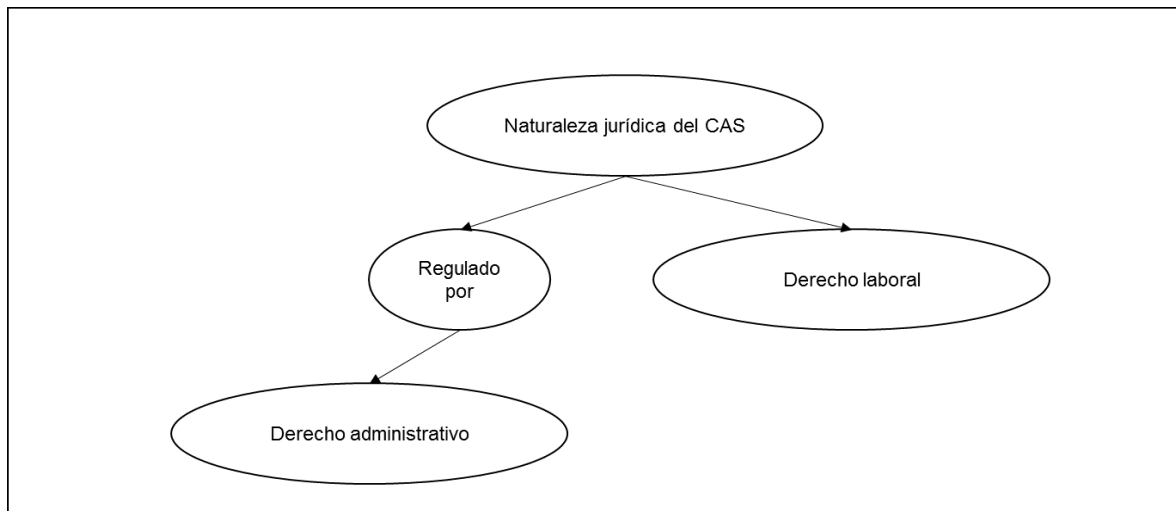 Naturaleza jurídica del CAS
Regulado
por
Derecho laboral
Derecho administrativo